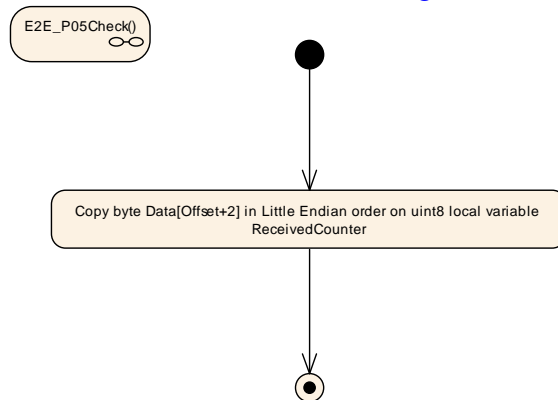 E2E_P05Check()
Copy byte Data[Offset+2] in Little Endian order on uint8 local variable
ReceivedCounter